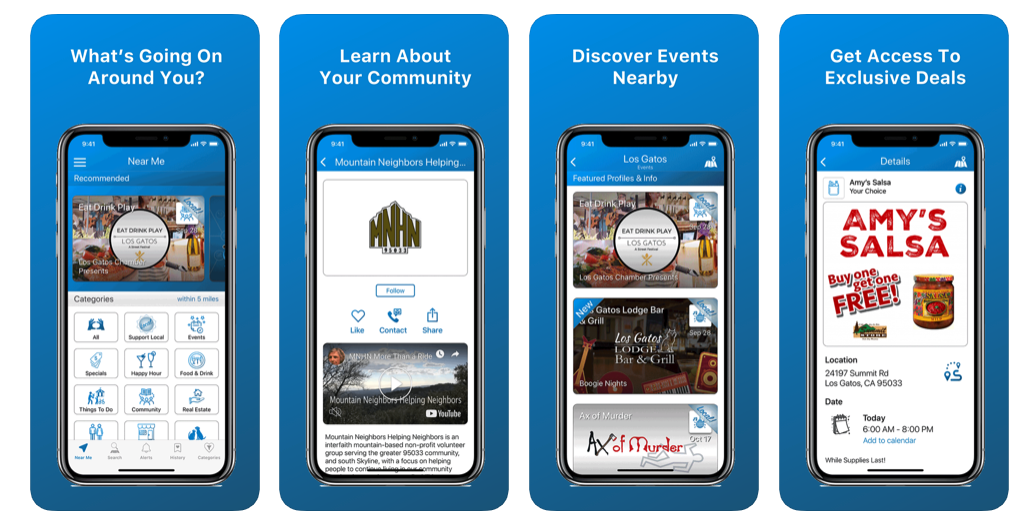 What's Going On
Around You?
9:41
Near Me
Recommended
Eat Drink Play
Local!
EAT DRINK PLAY
LOS GATOS
Los Gatos Chamber
Presents
Categories
within 5 miles
All
Support Local
Events
Specials
Happy Hour
Food & Drink
Things To Do
Community
Real Estate
Near Me
Search
Alerts
History
Categories
Learn About
Your Community
9:41
Mountain Neighbors Helping...
MNHN
95033
Follow
Like
Contact
Share
MNHN More Than a Ride
Mountain Neighbors Helping Neighbors
YouTube
Mountain Neighbors Helping Neighbors is an
interfaith mountain-based non-profit volunteer
group serving the greater 95033 community,
and south Skyline, with a focus on helping
people to continue living in our community
Discover Events
Nearby
9:41
Los Gatos
Events
Featured Profiles & Info
Eat Drink Play
Local!
Sep 28
EAT DRINK PLAY
LOS GATOS
Los Gatos Chamber Presents
New
Los Gatos Lodge Bar
& Grill
Local!
Sep 28
Los Gatos
LODGE
Bar & Grill
Boogie Nights
Ax of Murder
Local!
Oct 17
Ax of Murder
Get Access To
Exclusive Deals
9:41
Details
Amy's Salsa
Your Choice
AMY'S
SALSA
Buy one
get one
FREE!
Location
24197 Summit Rd
Los Gatos, CA 95033
Date
Today
6:00 AM - 8:00 PM
Add to calendar
While Supplies Last!